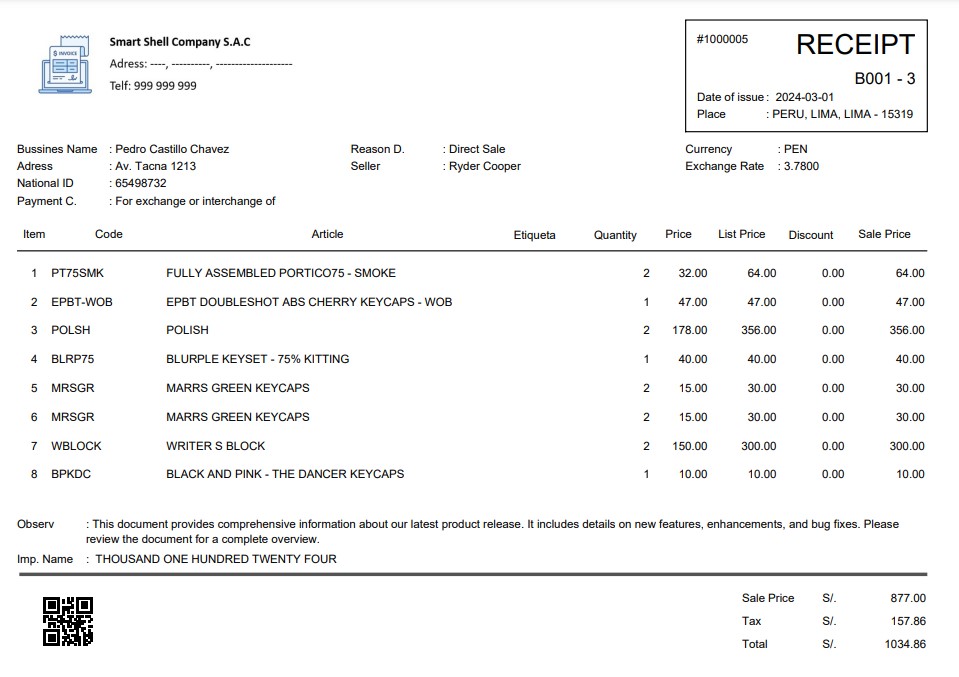 Smart Shell Company S.A.C
Adress: ----, ----------, --------------------
Telf: 999 999 999
$ INVOICE
#1000005 RECEIPT
B001 - 3
Date of issue : 2024-03-01
Place : PERU, LIMA, LIMA - 15319
Bussines Name : Pedro Castillo Chavez Reason D. : Direct Sale Currency : PEN
Adress : Av. Tacna 1213 Seller : Ryder Cooper Exchange Rate : 3.7800
National ID : 65498732
Payment C. : For exchange or interchange of
Item Code Article Etiqueta Quantity Price List Price Discount Sale Price
1 PT75SMK FULLY ASSEMBLED PORTICO75 - SMOKE 2 32.00 64.00 0.00 64.00
2 EPBT-WOB EPBT DOUBLESHOT ABS CHERRY KEYCAPS - WOB 1 47.00 47.00 0.00 47.00
3 POLSH POLISH 2 178.00 356.00 0.00 356.00
4 BLRP75 BLURPLE KEYSET - 75% KITTING 1 40.00 40.00 0.00 40.00
5 MRSGR MARRS GREEN KEYCAPS 2 15.00 30.00 0.00 30.00
6 MRSGR MARRS GREEN KEYCAPS 2 15.00 30.00 0.00 30.00
7 WBLOCK WRITER S BLOCK 2 150.00 300.00 0.00 300.00
8 BPKDC BLACK AND PINK - THE DANCER KEYCAPS 1 10.00 10.00 0.00 10.00
Observ : This document provides comprehensive information about our latest product release. It includes details on new features, enhancements, and bug fixes. Please
review the document for a complete overview.
Imp. Name : THOUSAND ONE HUNDRED TWENTY FOUR
Sale Price S/. 877.00
Tax S/. 157.86
Total S/. 1034.86